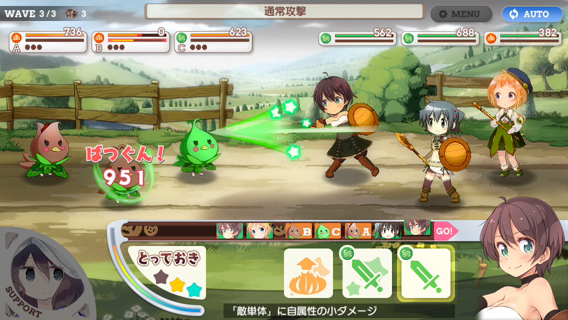 WAVE 3/3 3
通常攻撃
MENU
AUTO
736
A
0
B
623
C
562
688
382
ばつぐん!
951
B C A GO!
とっておき
SUPPORT
「敵単体」に自属性の小ダメージ